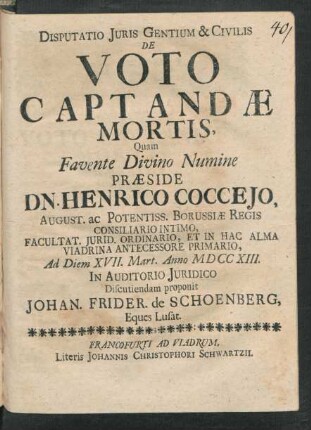 DISPUTATIO JURIS GENTIUM & CIVILIS
401
DE
VOTO
CAPTANDÆ
MORTIS,
Quam
Favente Divino Numine
PRÆSIDE
DN. HENRICO COCCEJO,
AUGUST. ac POTENTISS. BORUSSIÆ REGIS
CONSILIARIO INTIMO,
FACULTAT. JURID. ORDINARIO, ET IN HAC ALMA
VIADRINA ANTECESSORE PRIMARIO,
Ad Diem XVII. Mart. Anno MDCCXIII.
IN AUDITORIO JURIDICO
Discutiendam proponit
JOHAN. FRIDER. de SCHOENBERG,
Eques Lusat.
FRANCOFURTI AD VIADRUM,
Literis JOHANNIS CHRISTOPHORI SCHWARTZII.